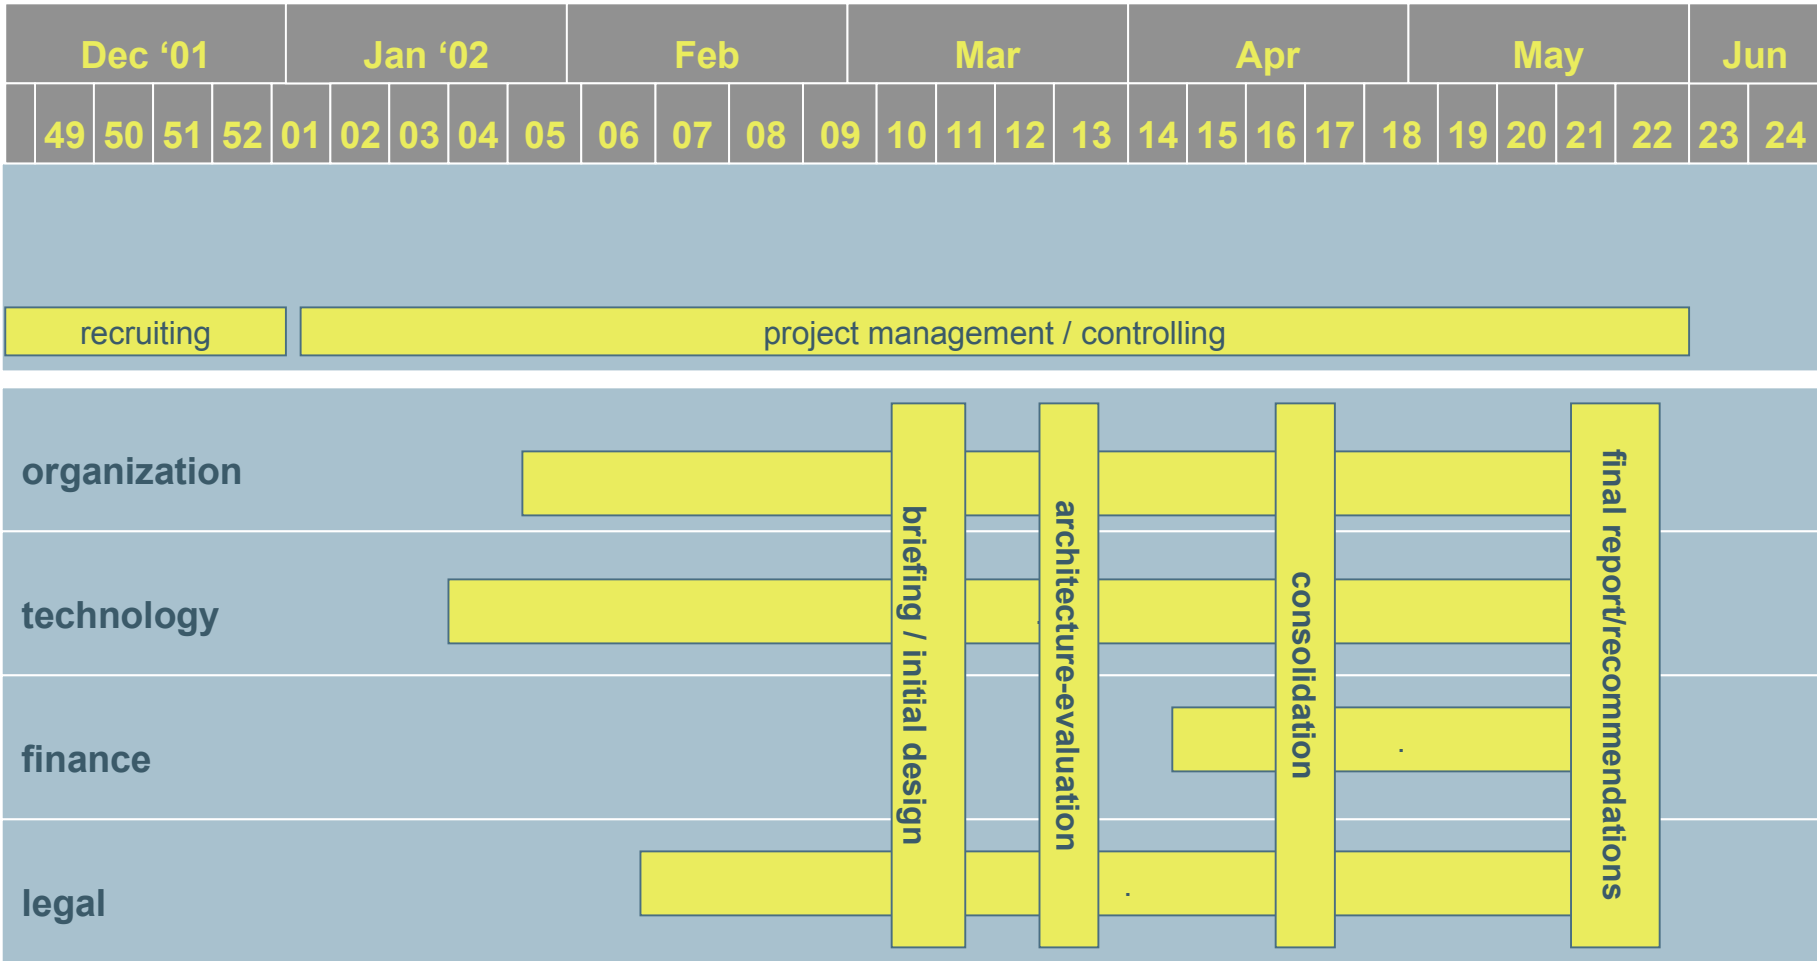 Dec ‘01 Jan ‘02 Feb Mar Apr May Jun
49 50 51 52 01 02 03 04 05 06 07 08 09 10 11 12 13 14 15 16 17 18 19 20 21 22 23 24
recruiting project management / controlling
organization
technology
finance
legal
briefing / initial design
architecture-evaluation
consolidation
final report/recommendations